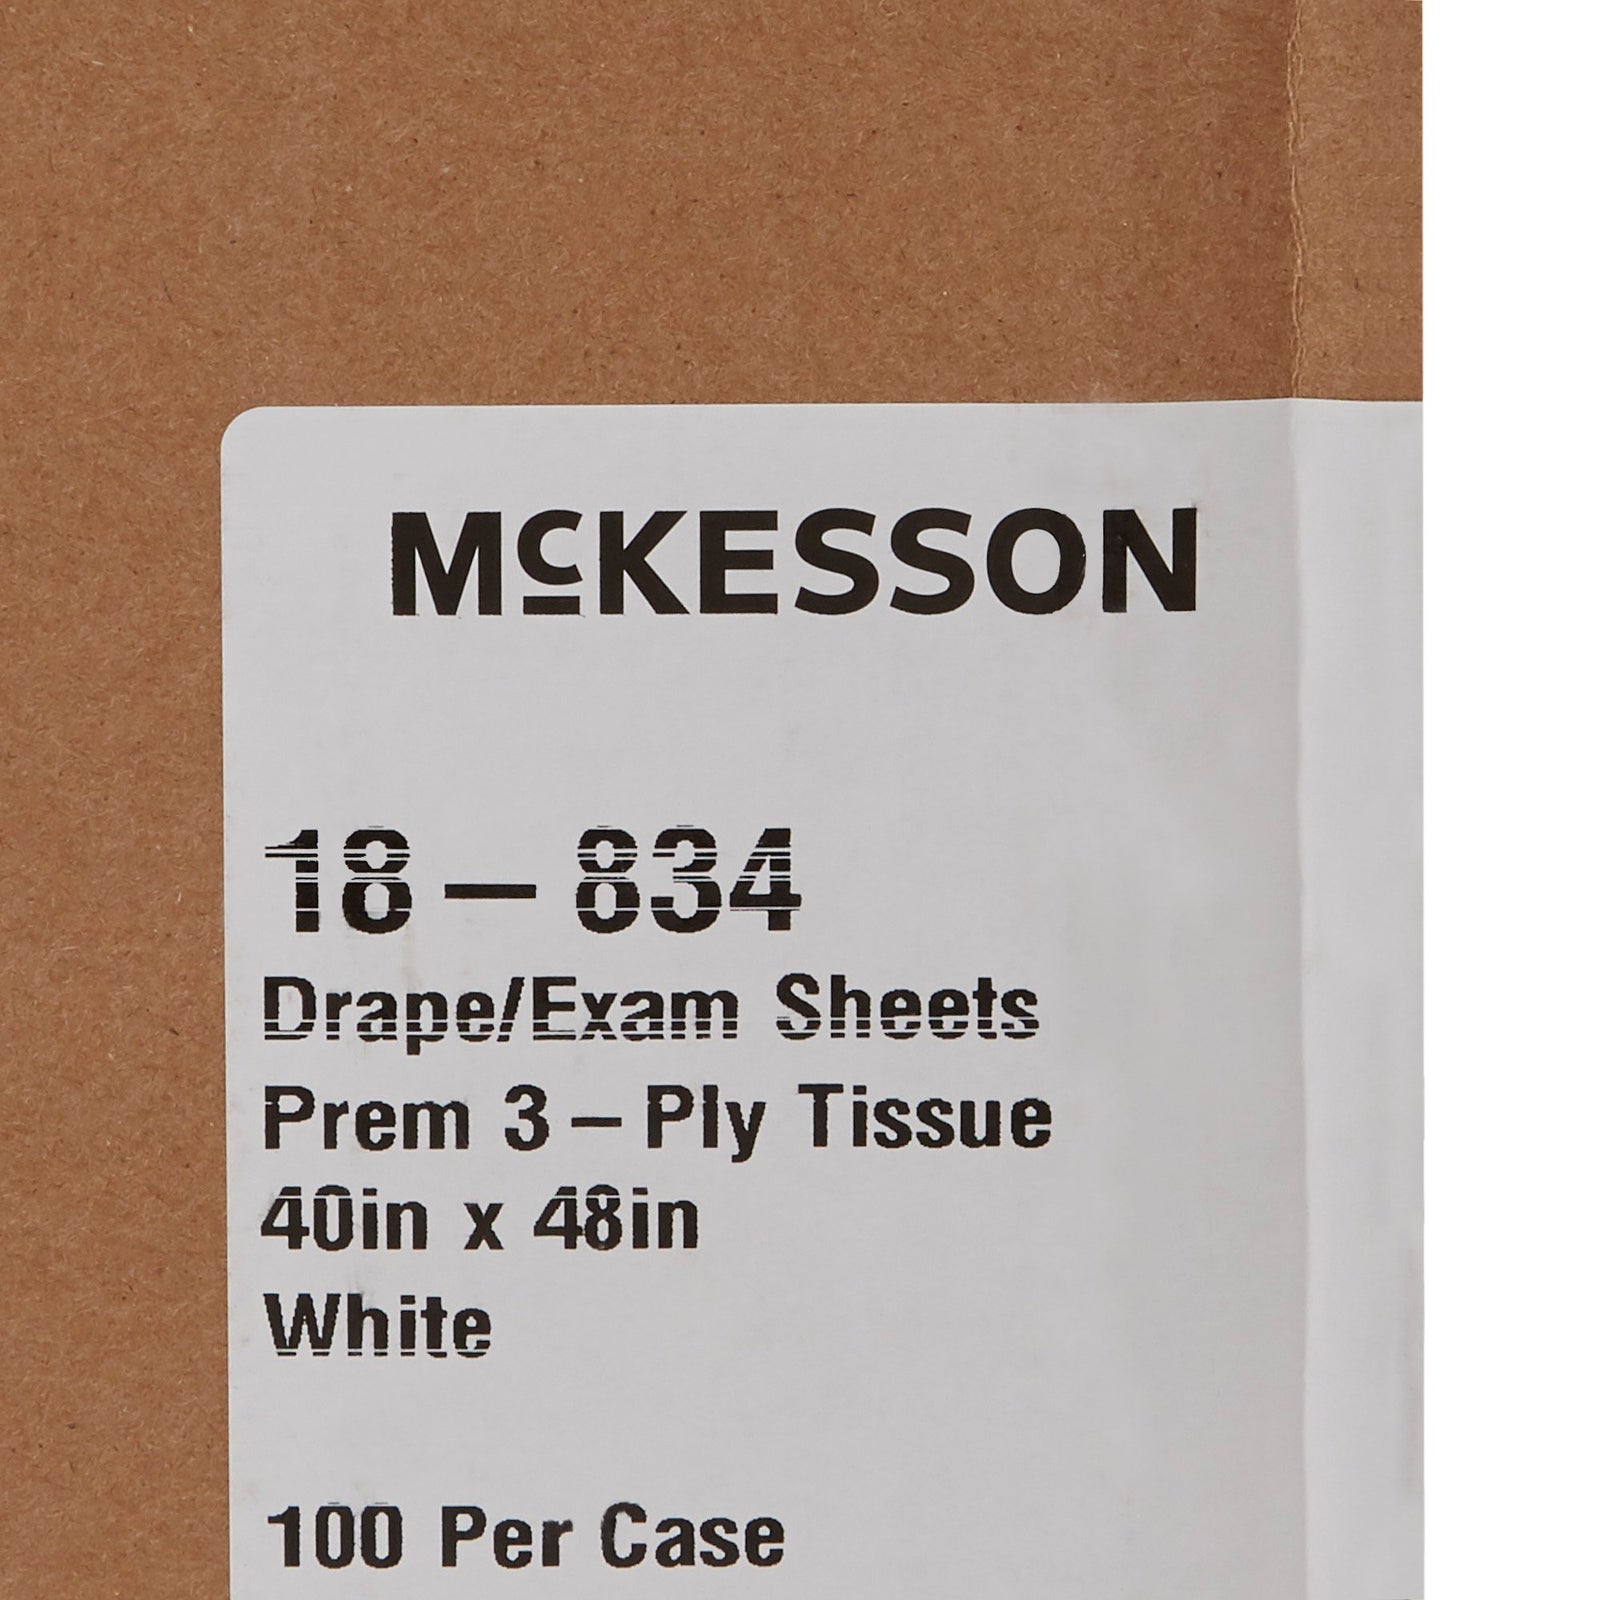 McKESSON
18-834
Drape/Exam Sheets
Prem 3-Ply Tissue
40in x 48in
White
100 Per Case